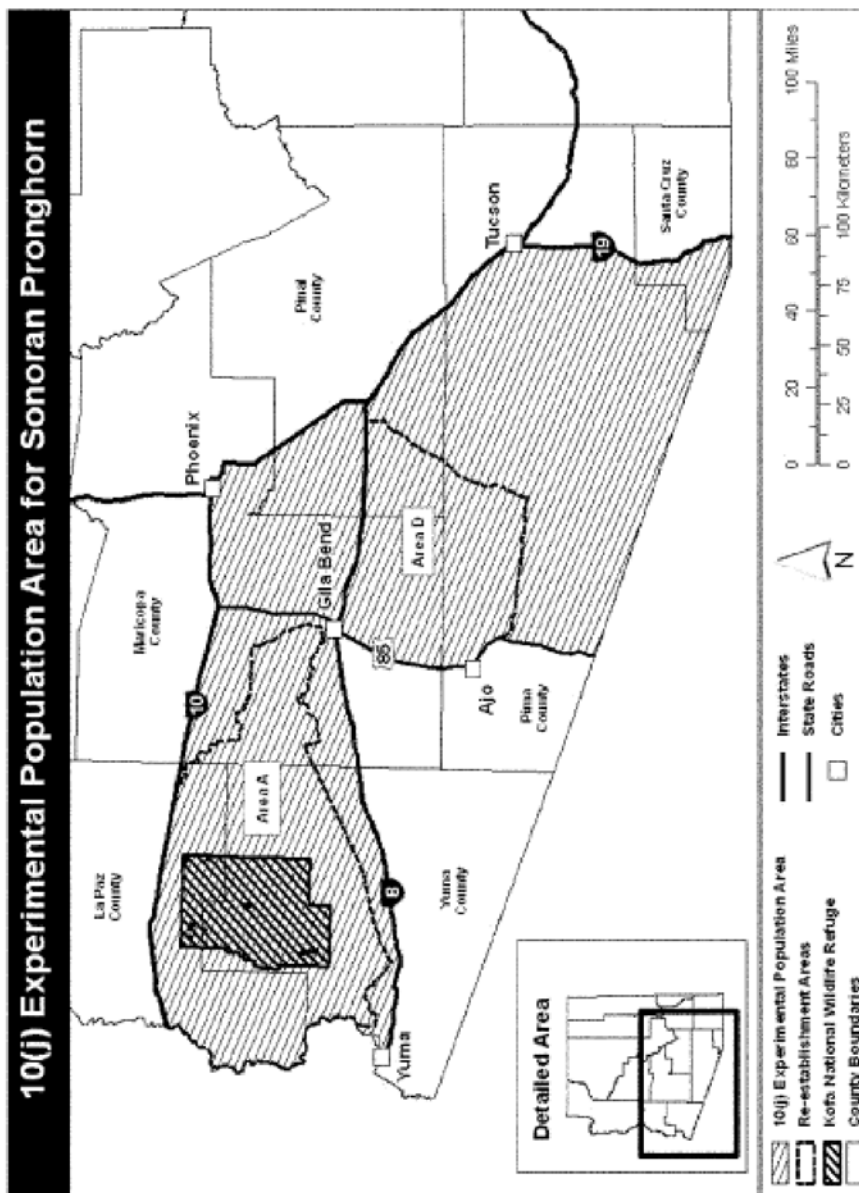 10(j) Experimental Population Area for Sonoran Pronghorn
La Paz
County
Maricopa
County
Phoenix
Pinal
County
10
Area A
Gila Bend
Area D
Tucson
19
Santa Cruz
County
Yuma
8
Yuma
County
85
Ajo
Pima
County
Detailed Area
10(j) Experimental Population Area
Re-establishment Areas
Kofa National Wildlife Refuge
County Boundaries
Interstates
State Roads
Cities
N
0 20 40 60 80 100 Miles
0 25 50 75 100 Kilometers